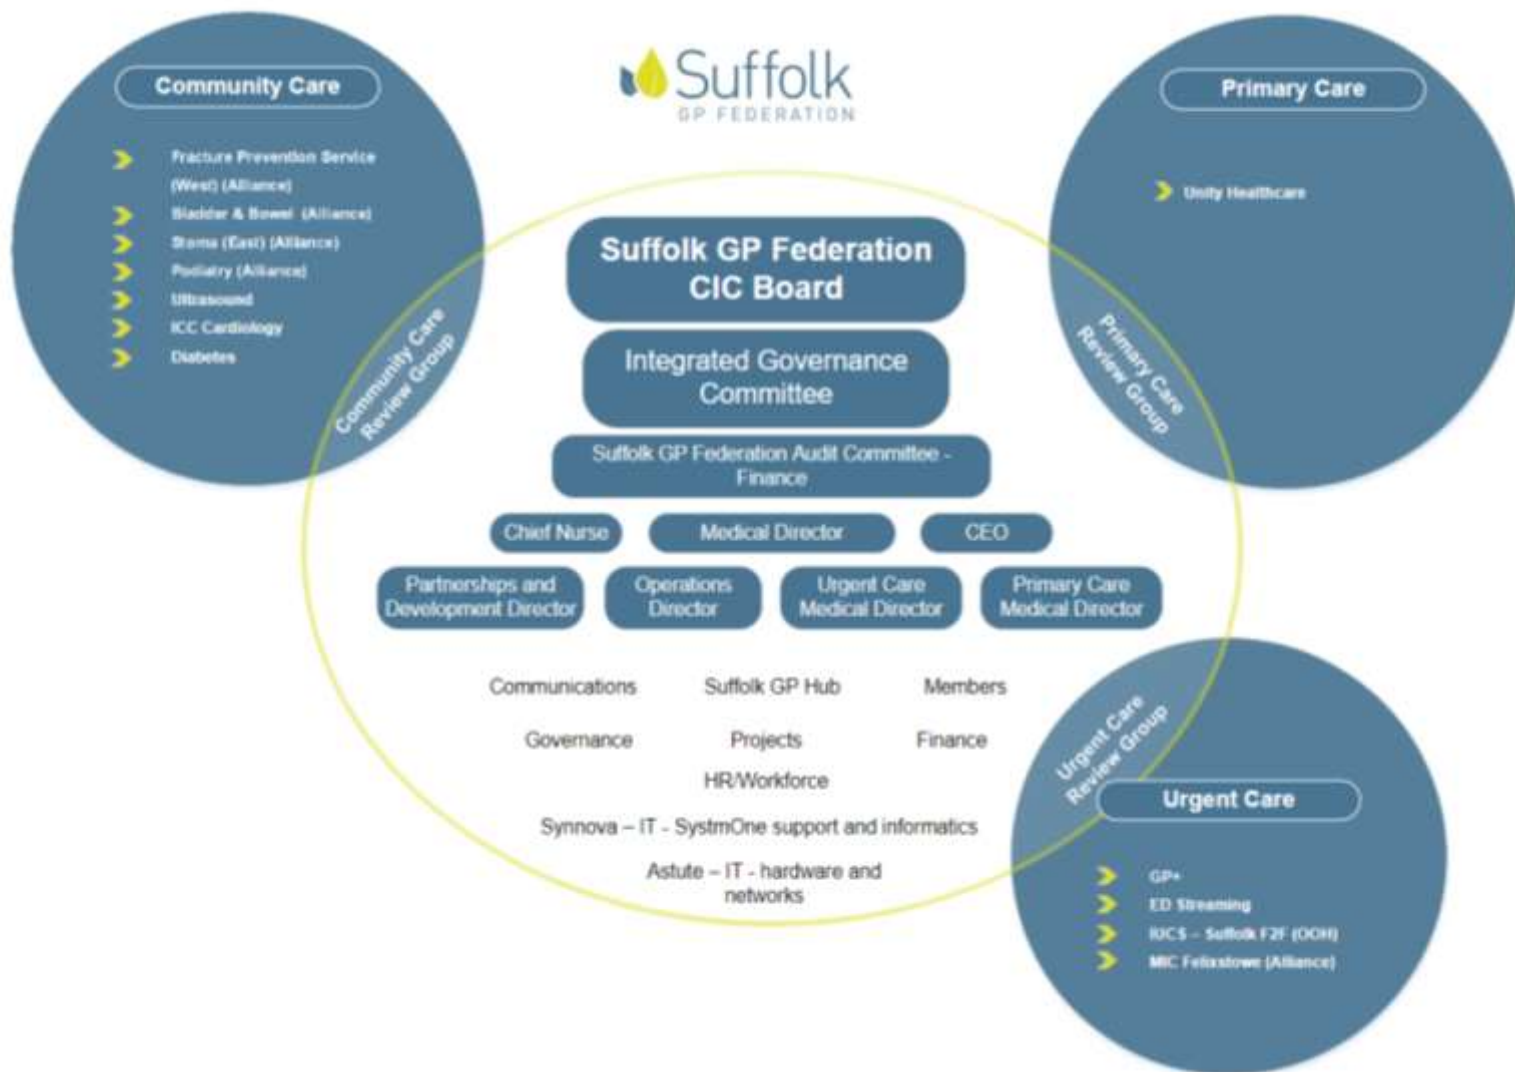 Community Care
Fracture Prevention Service
(West) (Alliance)
Bladder & Bowel (Alliance)
Stoma (East) (Alliance)
Podiatry (Alliance)
Ultrasound
ICC Cardiology
Diabetes
Community Care
Review Group
Suffolk
GP FEDERATION
Primary Care
Unity Healthcare
Primary Care
Review Group
Suffolk GP Federation
CIC Board
Integrated Governance
Committee
Suffolk GP Federation Audit Committee -
Finance
Chief Nurse
Medical Director
CEO
Partnerships and
Development Director
Operations
Director
Urgent Care
Medical Director
Primary Care
Medical Director
Communications
Suffolk GP Hub
Members
Governance
Projects
Finance
HR/Workforce
Synnova – IT - SystmOne support and informatics
Astute – IT - hardware and
networks
Urgent Care
Review Group
Urgent Care
GP+
ED Streaming
IUCS – Suffolk F2F (OOH)
MIC Felixstowe (Alliance)